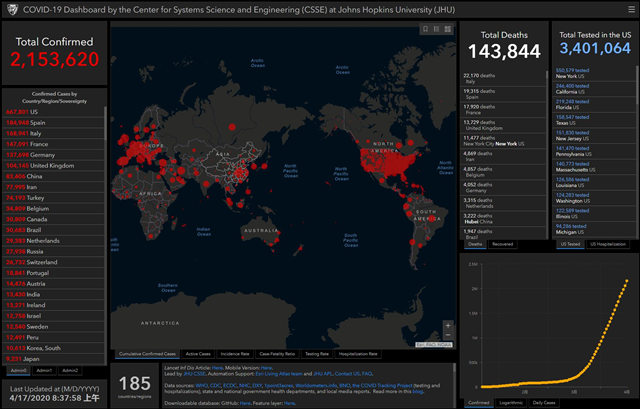 COVID-19 Dashboard by the Center for Systems Science and Engineering (CSSE) at Johns Hopkins University (JHU)
Total Confirmed
2,153,620
Confirmed Cases by
Country/Region/Sovereignty
667,801 US
184,948 Spain
168,941 Italy
147,091 France
137,698 Germany
104,145 United Kingdom
83,406 China
77,995 Iran
74,193 Turkey
34,809 Belgium
30,809 Canada
30,683 Brazil
29,383 Netherlands
27,938 Russia
26,732 Switzerland
18,841 Portugal
14,476 Austria
13,430 India
13,271 Ireland
12,758 Israel
12,540 Sweden
12,491 Peru
10,613 Korea, South
9,231 Japan
Admin0
Admin1
Admin2
Last Updated at (M/D/YYYY)
4/17/2020 8:37:58 上午
Arctic
Ocean
Arctic
Ocean
EUROPE
ASIA
AFRICA
NORTH
AMERICA
North
Pacific
Ocean
North
Pacific
Ocean
North
Atlantic
Ocean
Indian
Ocean
AUSTRALIA
South
Pacific
Ocean
SOUTH
AMERICA
Southern
Ocean
ANTARCTICA
+
−
Esri, FAO, NOAA
Cumulative Confirmed Cases
Active Cases
Incidence Rate
Case-Fatality Ratio
Testing Rate
Hospitalization Rate
185
countries/regions
Lancet Inf Dis Article: Here. Mobile Version: Here.
Lead by JHU CSSE. Automation Support: Esri Living Atlas team and JHU APL. Contact US. FAQ.
Data sources: WHO, CDC, ECDC, NHC, DXY, 1point3acres, Worldometers.info, BNO, the COVID Tracking Project (testing and
hospitalizations), state and national government health departments, and local media reports. Read more in this blog.
Downloadable database: GitHub: Here. Feature layer: Here.
Total Deaths
143,844
22,170 deaths
Italy
19,315 deaths
Spain
17,920 deaths
France
13,729 deaths
United Kingdom
11,477 deaths
New York City New York US
4,869 deaths
Iran
4,857 deaths
Belgium
4,052 deaths
Germany
3,315 deaths
Netherlands
3,222 deaths
Hubei China
1,947 deaths
Brazil
Deaths
Recovered
Total Tested in the US
3,401,064
550,579 tested
New York US
246,400 tested
California US
219,248 tested
Florida US
158,547 tested
Texas US
151,830 tested
New Jersey US
141,470 tested
Pennsylvania US
140,773 tested
Massachusetts US
126,586 tested
Louisiana US
124,283 tested
Washington US
122,589 tested
Illinois US
94,286 tested
Michigan US
US Tested
US Hospitalization
2.5M
2M
1.5M
1M
500k
0
2月
3月
4月
Confirmed
Logarithmic
Daily Cases